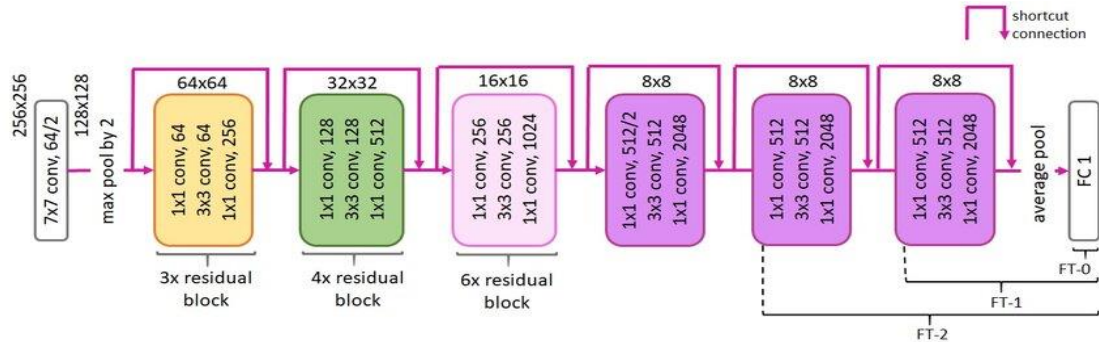 shortcut
connection
256x256
7x7 conv, 64/2
128x128
max pool by 2
64x64
1x1 conv, 64
3x3 conv, 64
1x1 conv, 256
3x residual
block
32x32
1x1 conv, 128
3x3 conv, 128
1x1 conv, 512
4x residual
block
16x16
1x1 conv, 256
3x3 conv, 256
1x1 conv, 1024
6x residual
block
8x8
1x1 conv, 512/2
3x3 conv, 512
1x1 conv, 2048
8x8
1x1 conv, 512
3x3 conv, 512
1x1 conv, 2048
8x8
1x1 conv, 512
3x3 conv, 512
1x1 conv, 2048
average pool
FC 1
FT-0
FT-1
FT-2